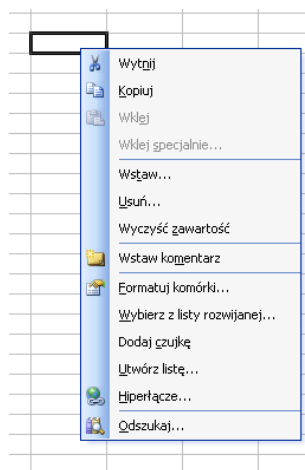 Wytnij
Kopiuj
Wklej
Wklej specjalnie...
Wstaw...
Usuń...
Wyczyść zawartość
Wstaw komentarz
Formatuj komórki...
Wybierz z listy rozwijanej...
Dodaj czujkę
Utwórz listę...
Hiperłącze...
Odszukaj...